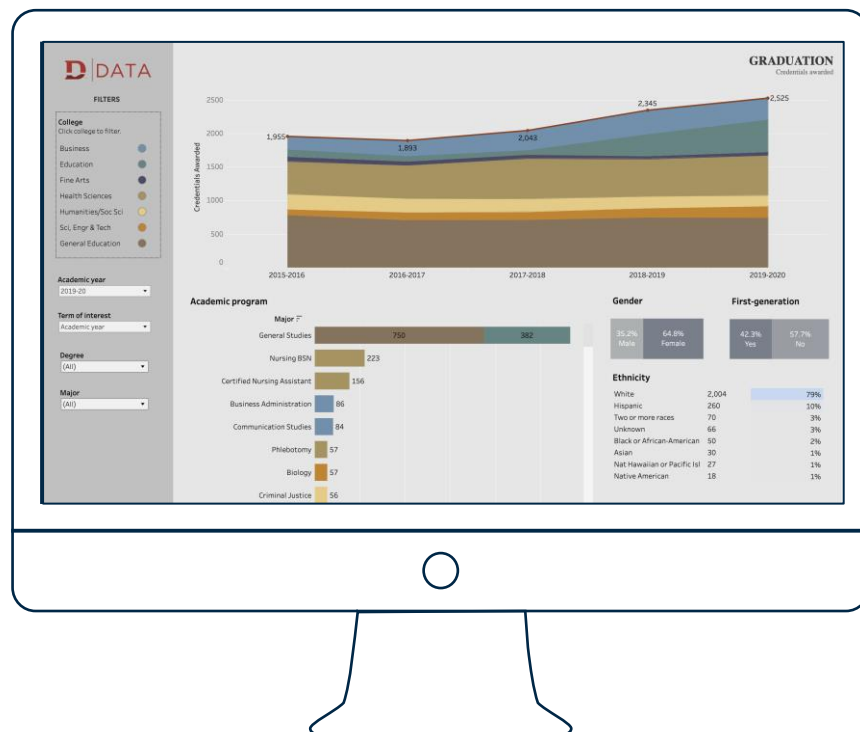 D DATA
GRADUATION
Credentials awarded
FILTERS
College
Click college to filter.
Business
Education
Fine Arts
Health Sciences
Humanities/Soc Sci
Sci, Engr & Tech
General Education
Academic year
2019-20
Term of interest
Academic year
Degree
(All)
Major
(All)
Credentials Awarded
2500
2000
1500
1000
500
0
1,955
1,893
2,043
2,345
2,525
2015-2016
2016-2017
2017-2018
2018-2019
2019-2020
Academic program
Major
General Studies 750 382
Nursing BSN 223
Certified Nursing Assistant 156
Business Administration 86
Communication Studies 84
Phlebotomy 57
Biology 57
Criminal Justice 56
Gender
35.2% 64.8%
Male Female
First-generation
42.3% 57.7%
Yes No
Ethnicity
White 2,004 79%
Hispanic 260 10%
Two or more races 70 3%
Unknown 66 3%
Black or African-American 50 2%
Asian 30 1%
Nat Hawaiian or Pacific Isl 27 1%
Native American 18 1%